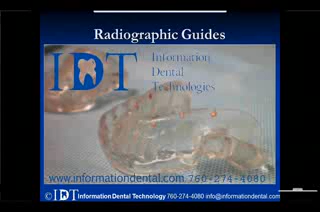 Radiographic Guides
IDT
Information
Dental
Technologies
www.informationdental.com 760-274-4080
© IDT Information Dental Technology 760-274-4080 info@informationdental.com